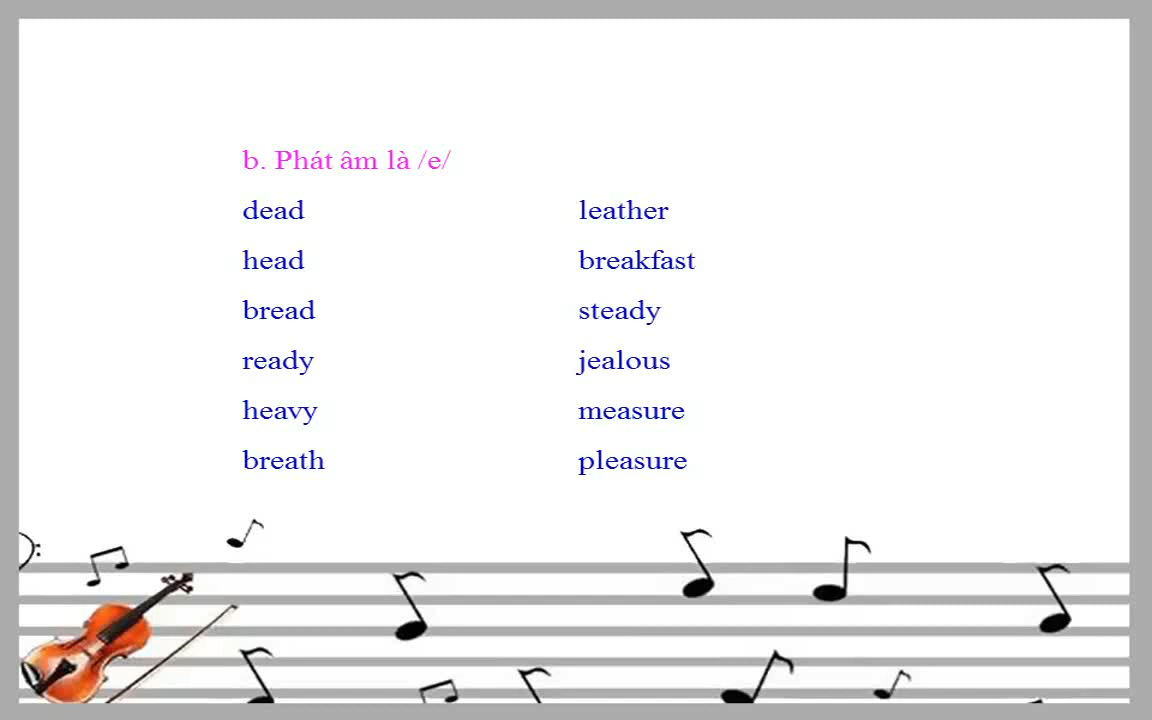 b. Phát âm là /e/
dead leather
head breakfast
bread steady
ready jealous
heavy measure
breath pleasure